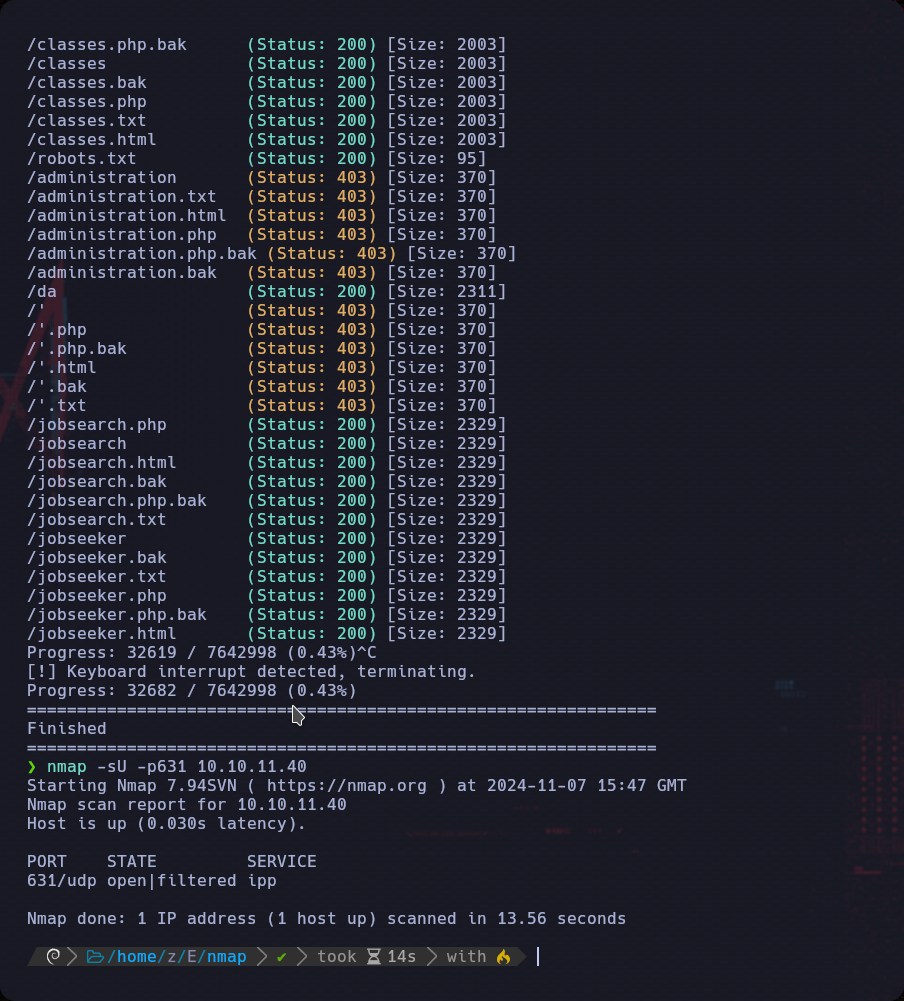 /classes.php.bak (Status: 200) [Size: 2003]
/classes (Status: 200) [Size: 2003]
/classes.bak (Status: 200) [Size: 2003]
/classes.php (Status: 200) [Size: 2003]
/classes.txt (Status: 200) [Size: 2003]
/classes.html (Status: 200) [Size: 2003]
/robots.txt (Status: 200) [Size: 95]
/administration (Status: 403) [Size: 370]
/administration.txt (Status: 403) [Size: 370]
/administration.html (Status: 403) [Size: 370]
/administration.php (Status: 403) [Size: 370]
/administration.php.bak (Status: 403) [Size: 370]
/administration.bak (Status: 403) [Size: 370]
/da (Status: 200) [Size: 2311]
/' (Status: 403) [Size: 370]
/'.php (Status: 403) [Size: 370]
/'.php.bak (Status: 403) [Size: 370]
/'.html (Status: 403) [Size: 370]
/'.bak (Status: 403) [Size: 370]
/'.txt (Status: 403) [Size: 370]
/jobsearch.php (Status: 200) [Size: 2329]
/jobsearch (Status: 200) [Size: 2329]
/jobsearch.html (Status: 200) [Size: 2329]
/jobsearch.bak (Status: 200) [Size: 2329]
/jobsearch.php.bak (Status: 200) [Size: 2329]
/jobsearch.txt (Status: 200) [Size: 2329]
/jobseeker (Status: 200) [Size: 2329]
/jobseeker.bak (Status: 200) [Size: 2329]
/jobseeker.txt (Status: 200) [Size: 2329]
/jobseeker.php (Status: 200) [Size: 2329]
/jobseeker.php.bak (Status: 200) [Size: 2329]
/jobseeker.html (Status: 200) [Size: 2329]
Progress: 32619 / 7642998 (0.43%)^C
[!] Keyboard interrupt detected, terminating.
Progress: 32682 / 7642998 (0.43%)
===============================================================
Finished
===============================================================
❯ nmap -sU -p631 10.10.11.40
Starting Nmap 7.94SVN ( https://nmap.org ) at 2024-11-07 15:47 GMT
Nmap scan report for 10.10.11.40
Host is up (0.030s latency).
PORT STATE SERVICE
631/udp open|filtered ipp
Nmap done: 1 IP address (1 host up) scanned in 13.56 seconds
/home/z/E/nmap ✔ took 14s with